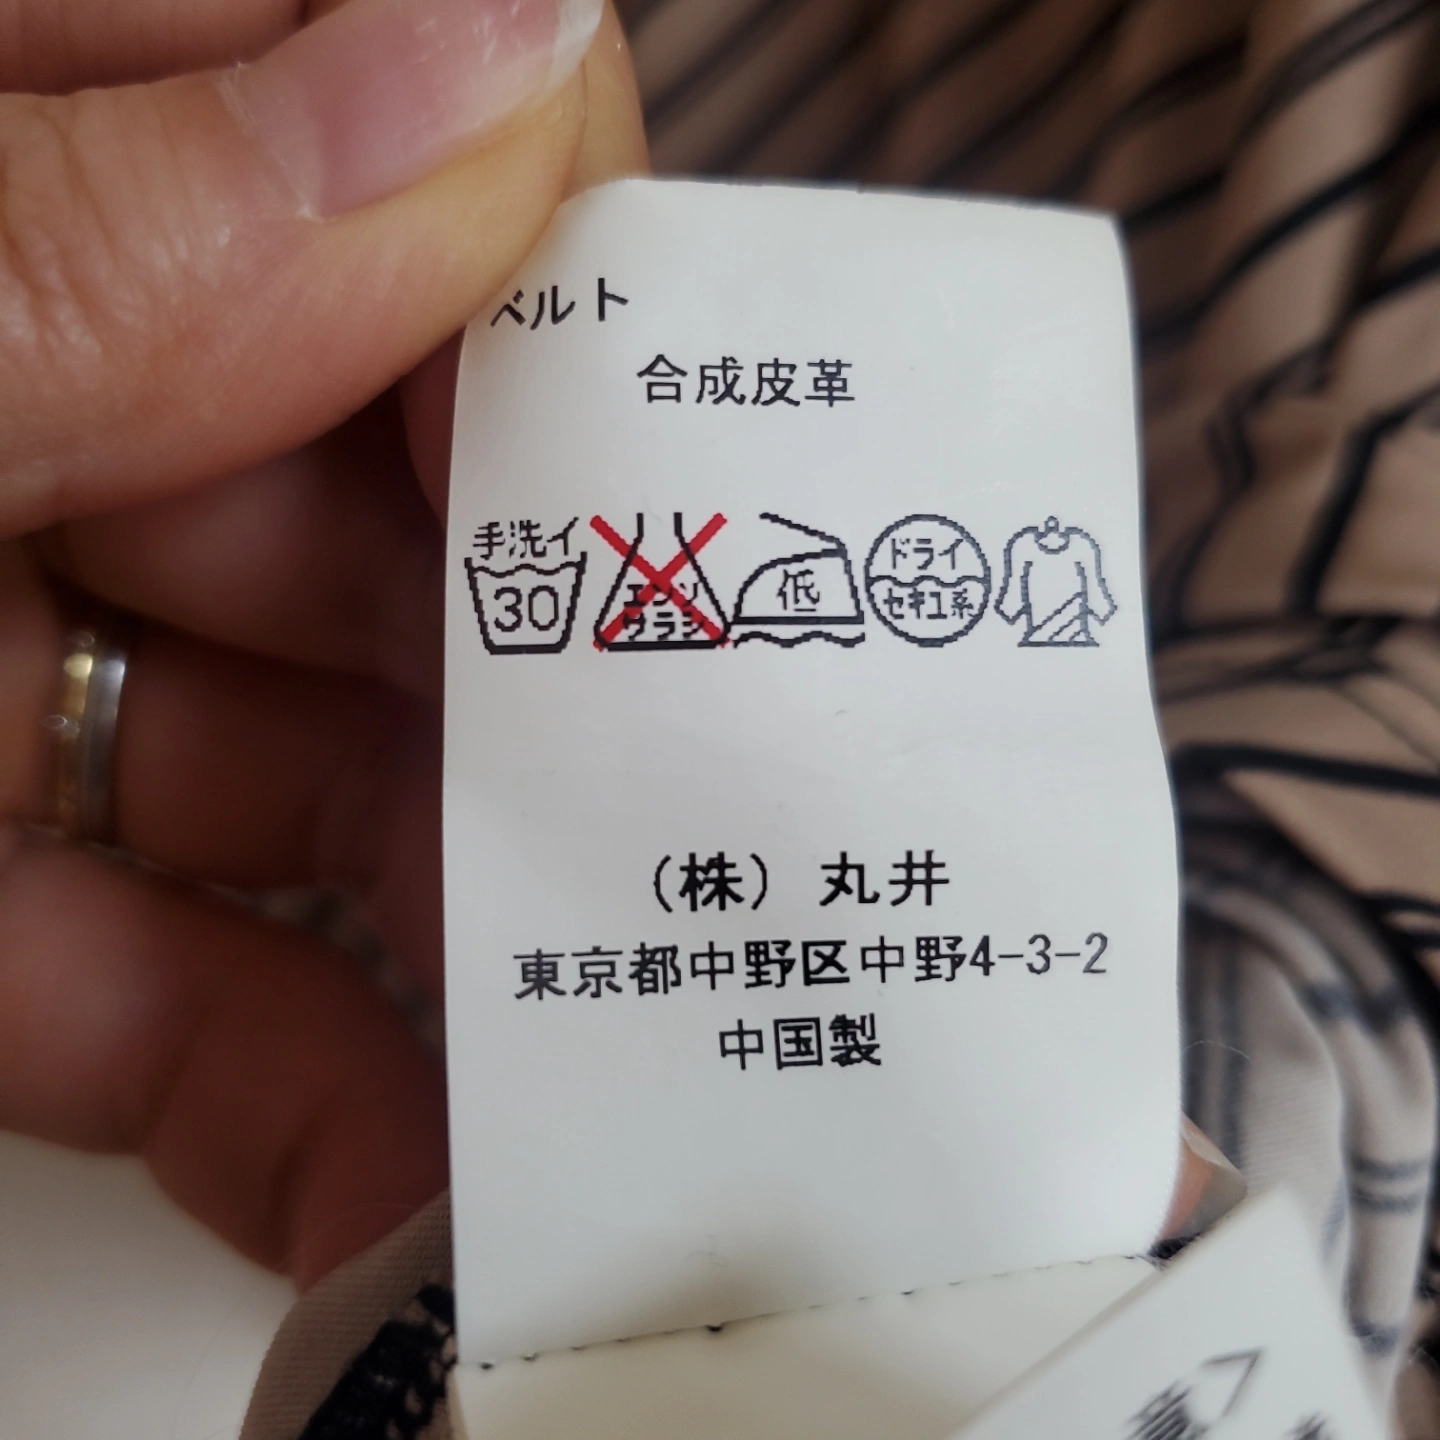 ベルト
合成皮革
手洗イ 30 エンソ サラシ 低 ドライ セキユ系
(株) 丸井
東京都中野区中野4-3-2
中国製